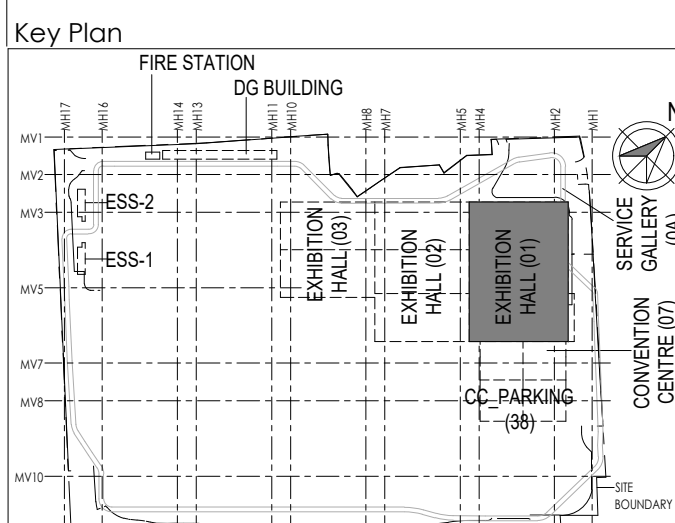 Key Plan
FIRE STATION
DG BUILDING
MH17
MH16
MH14
MH13
MH11
MH10
MH8
MH7
MH5
MH4
MH2
MH1
N
MV1
MV2
MV3
MV5
MV7
MV8
MV10
ESS-2
ESS-1
EXHIBITION
HALL (03)
EXHIBITION
HALL (02)
EXHIBITION
HALL (01)
SERVICE
GALLERY
(0A)
CONVENTION
CENTRE (07)
CC_PARKING
(38)
SITE
BOUNDARY